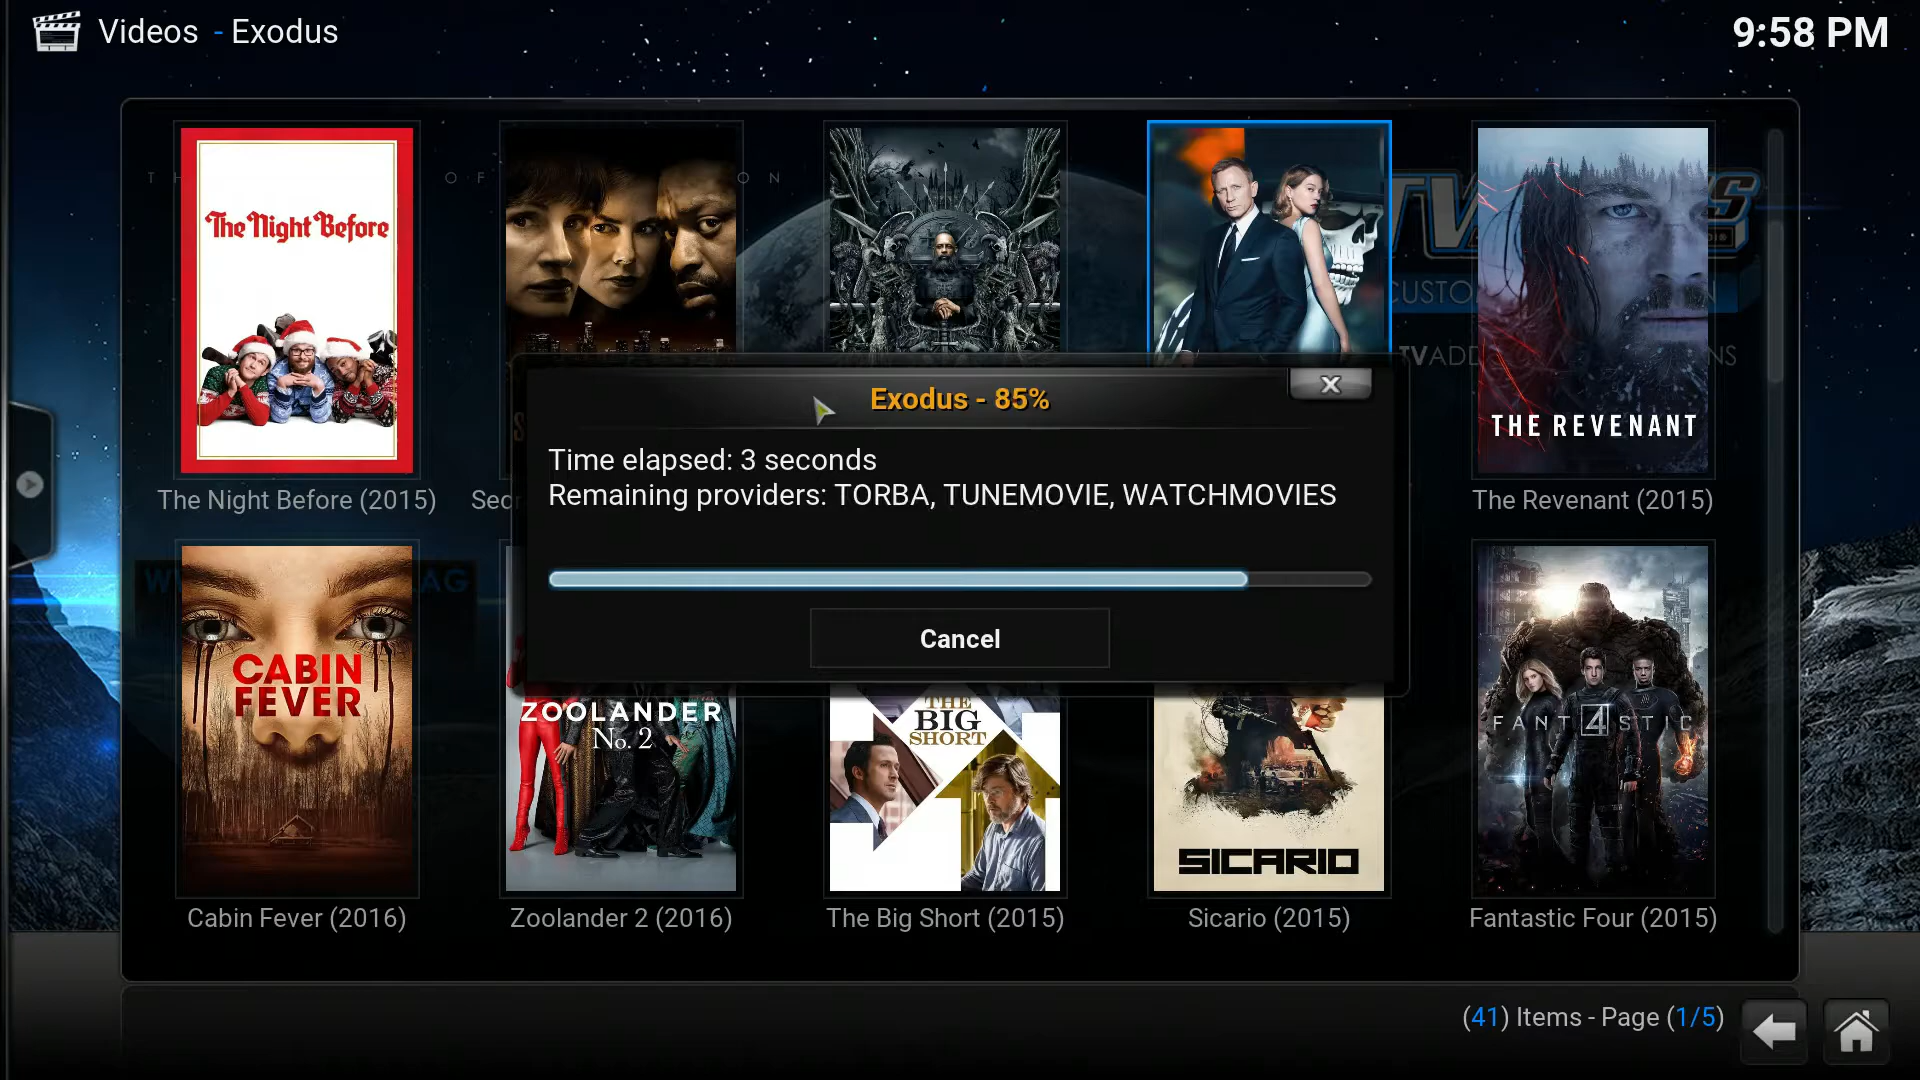 Videos - Exodus
9:58 PM
The Night Before
THE REVENANT
Exodus - 85%
X
Time elapsed: 3 seconds
Remaining providers: TORBA, TUNEMOVIE, WATCHMOVIES
Cancel
The Night Before (2015)
The Revenant (2015)
CABIN
FEVER
ZOOLANDER
No. 2
THE
BIG
SHORT
SICARIO
FANT4STIC
Cabin Fever (2016)
Zoolander 2 (2016)
The Big Short (2015)
Sicario (2015)
Fantastic Four (2015)
(41) Items - Page (1/5)